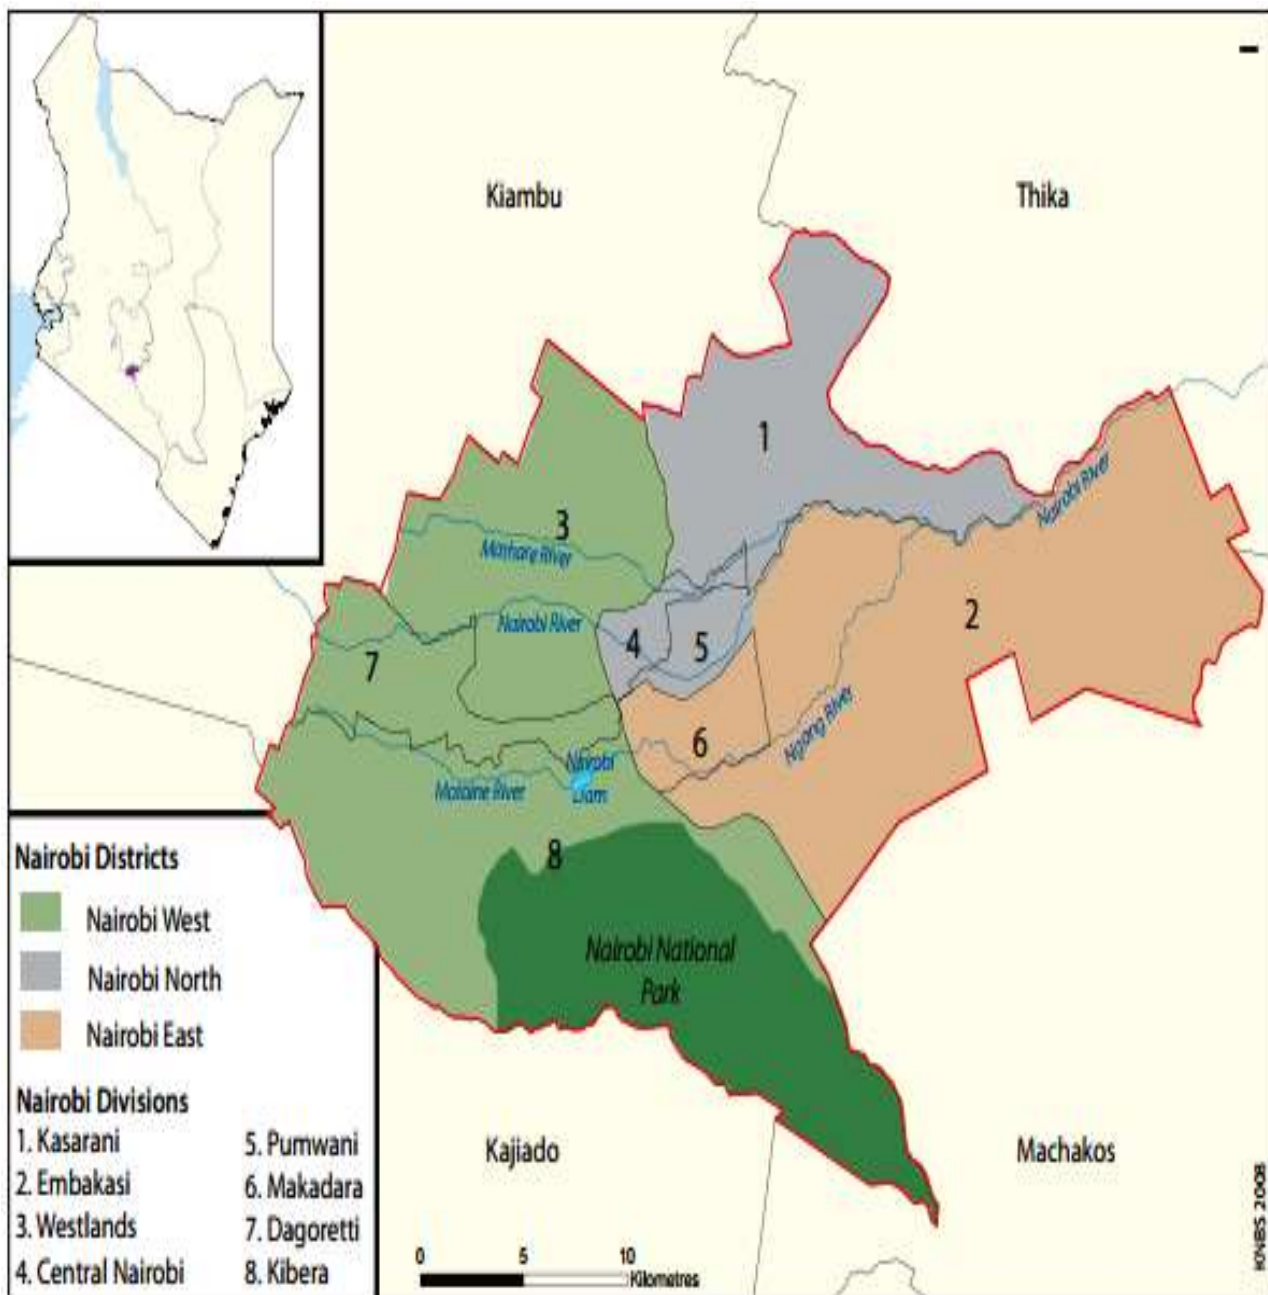 Kiambu
Thika
1
3
Mathare River
Nairobi River
2
Nairobi River
4
5
7
6
Ngong River
Nairobi
Dam
Motoine River
8
Nairobi National
Park
Kajiado
Machakos
Nairobi Districts
Nairobi West
Nairobi North
Nairobi East
Nairobi Divisions
1. Kasarani
2. Embakasi
3. Westlands
4. Central Nairobi
5. Pumwani
6. Makadara
7. Dagoretti
8. Kibera
0 5 10
Kilometres
KNBS 2008